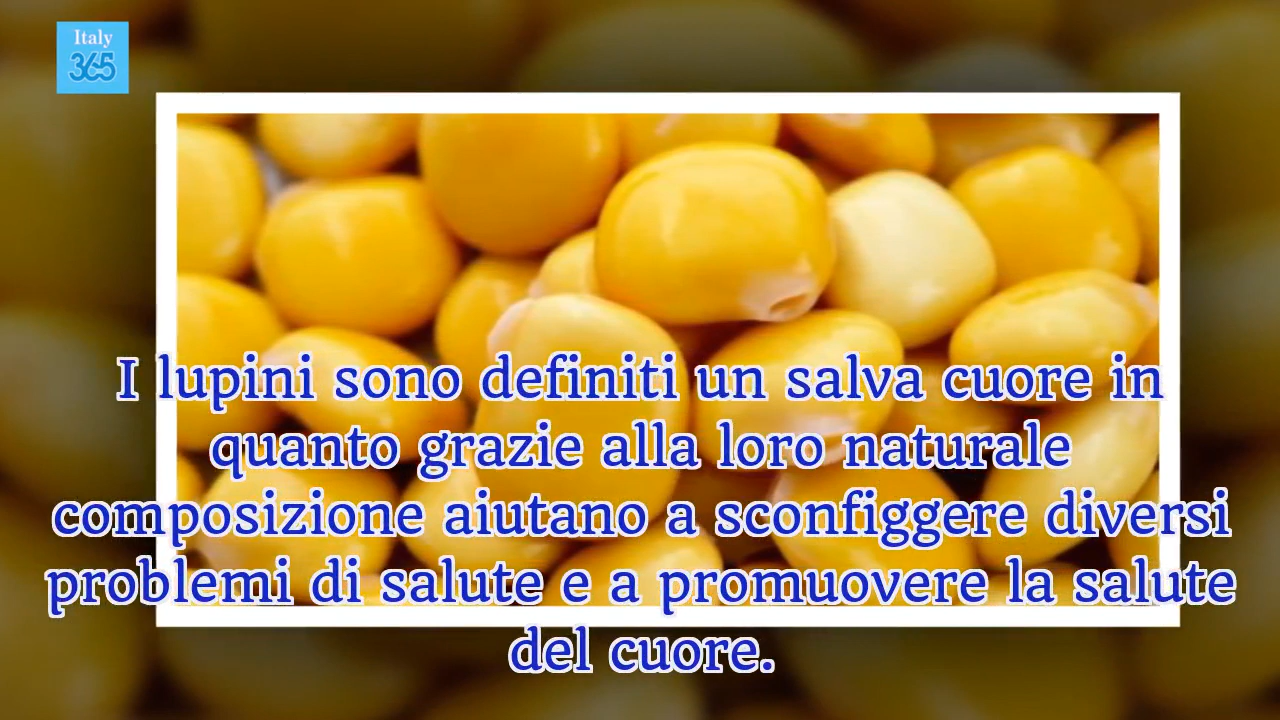 Italy
365
I lupini sono definiti un salva cuore in
quanto grazie alla loro naturale
composizione aiutano a sconfiggere diversi
problemi di salute e a promuovere la salute
del cuore.